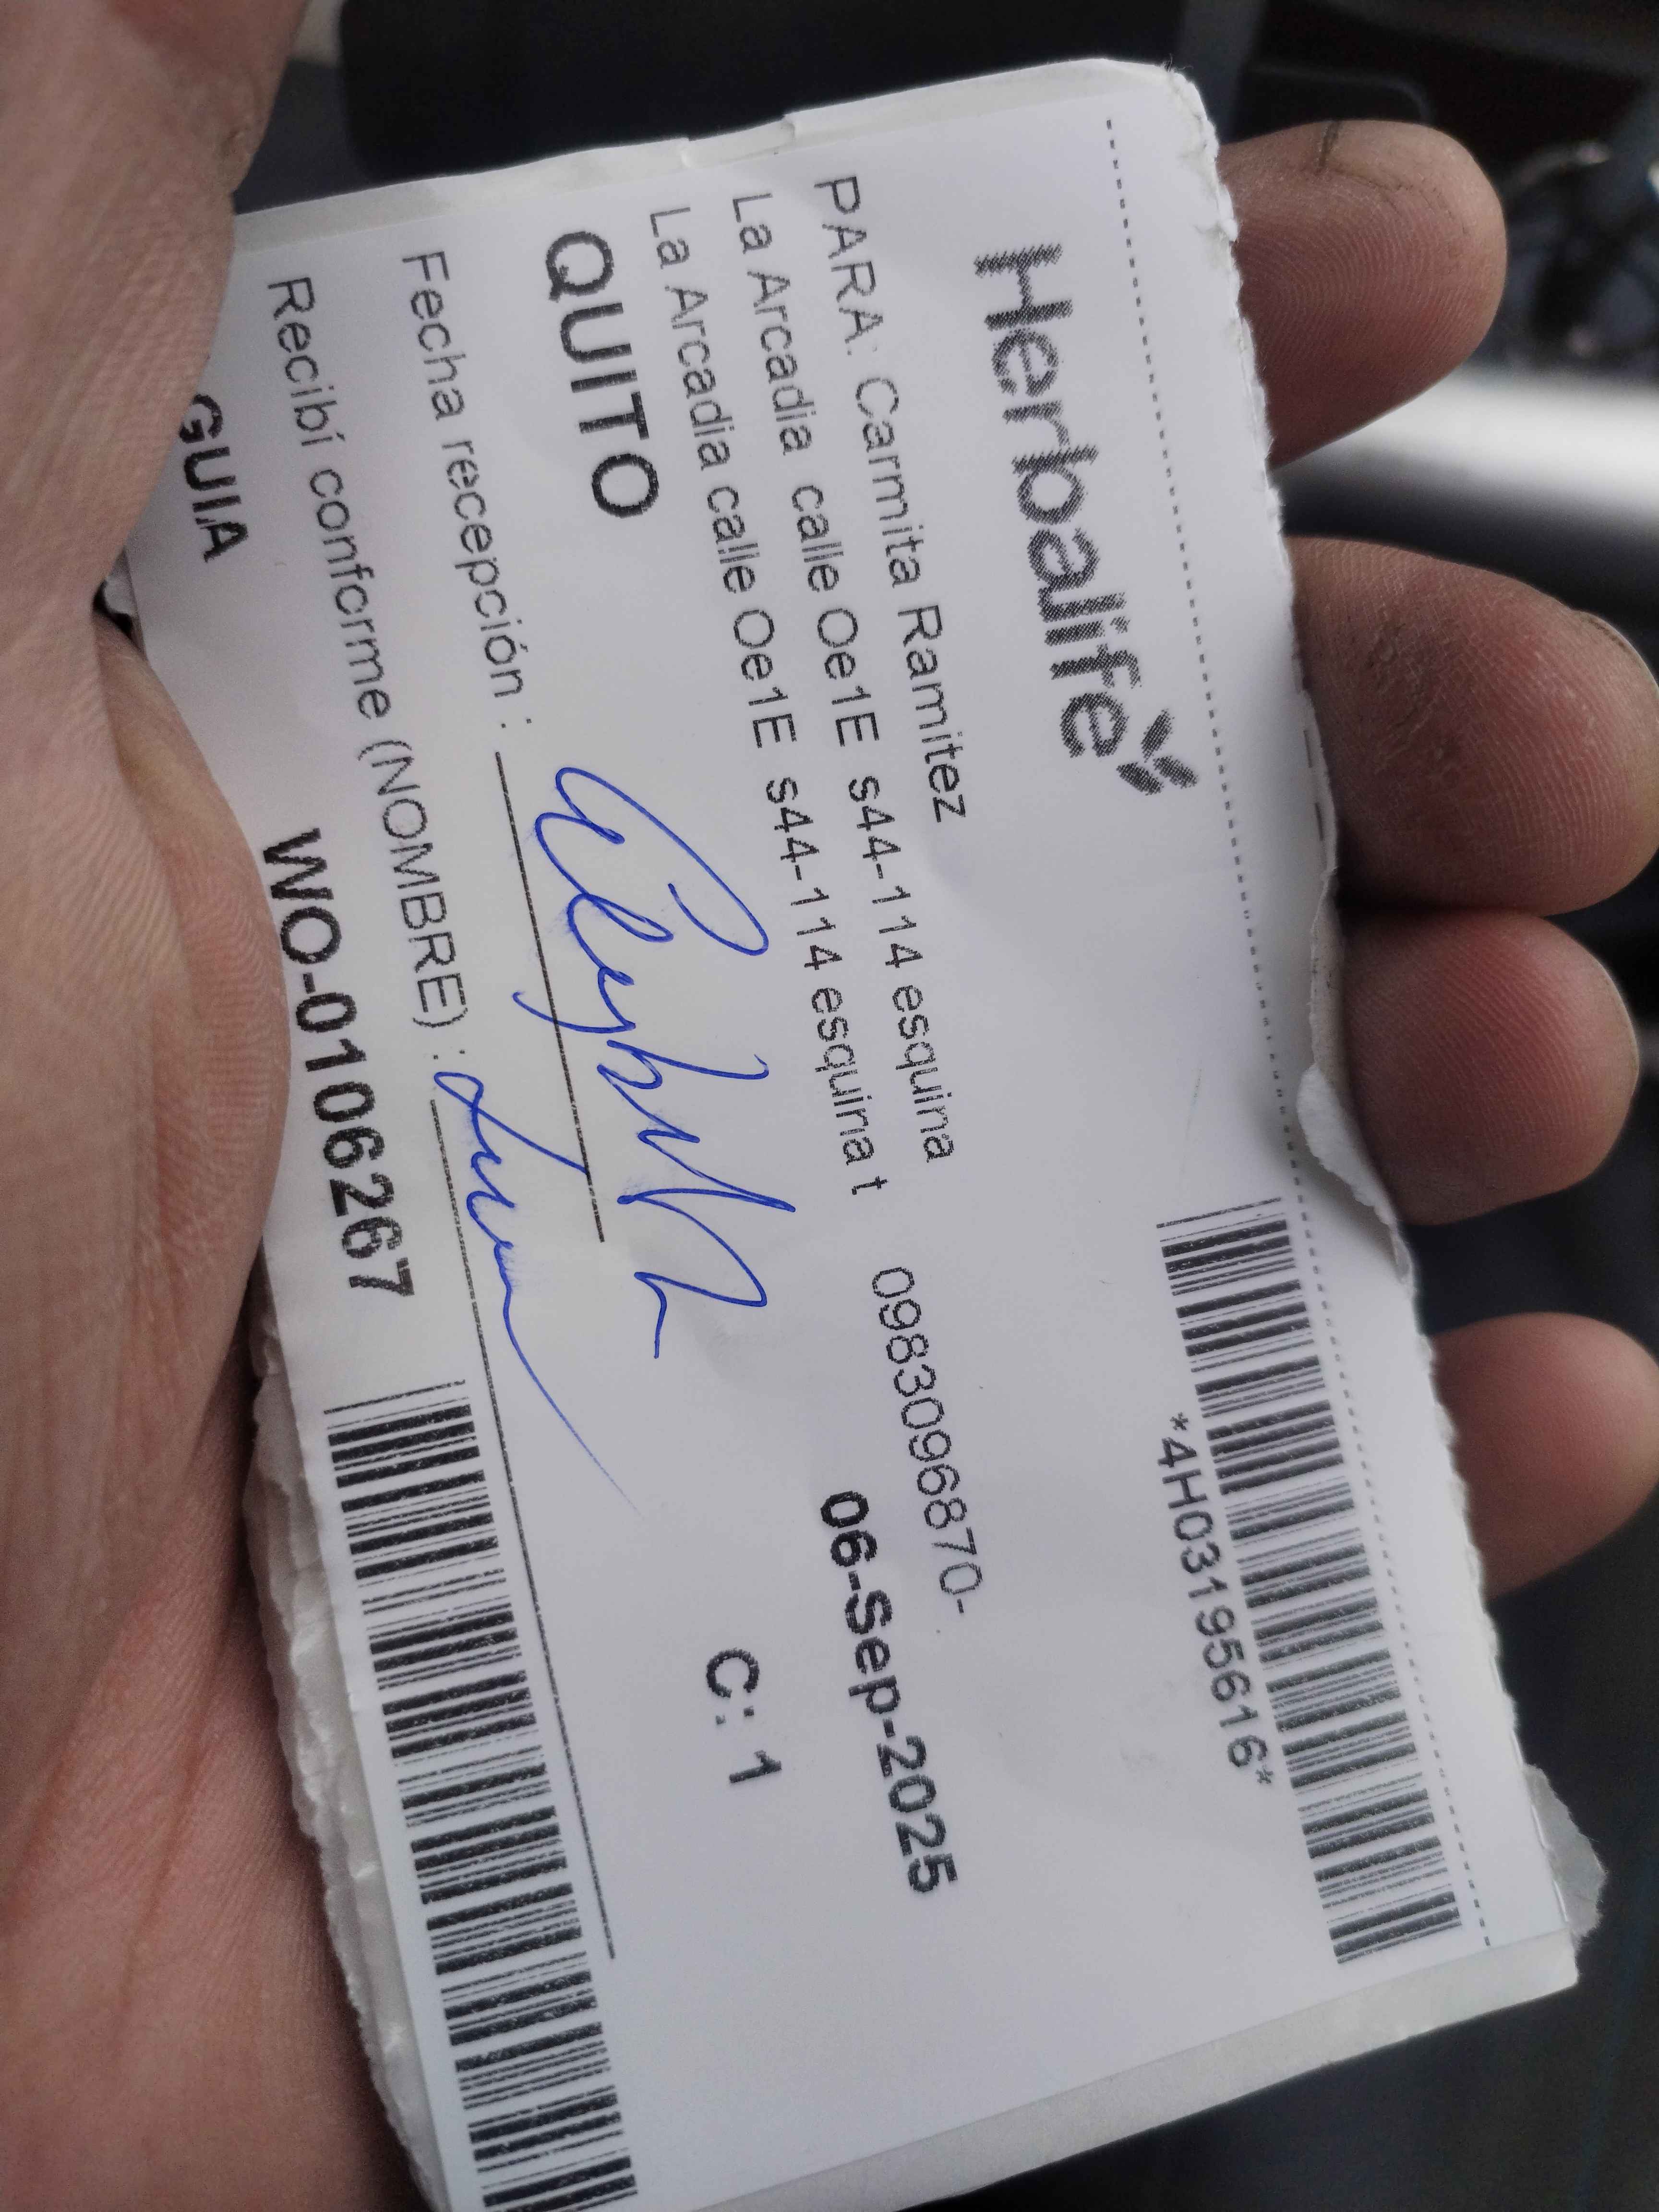 Herbalife
*4H03195616*
PARA: Carmita Ramitez
La Arcadia calle Oe1E s44-114 esquina 0983096870-
La Arcadia calle Oe1E s44-114 esquina t 06-Sep-2025
QUITO C: 1
Fecha recepción :
Recibí conforme (NOMBRE) :
GUIA WO-0106267